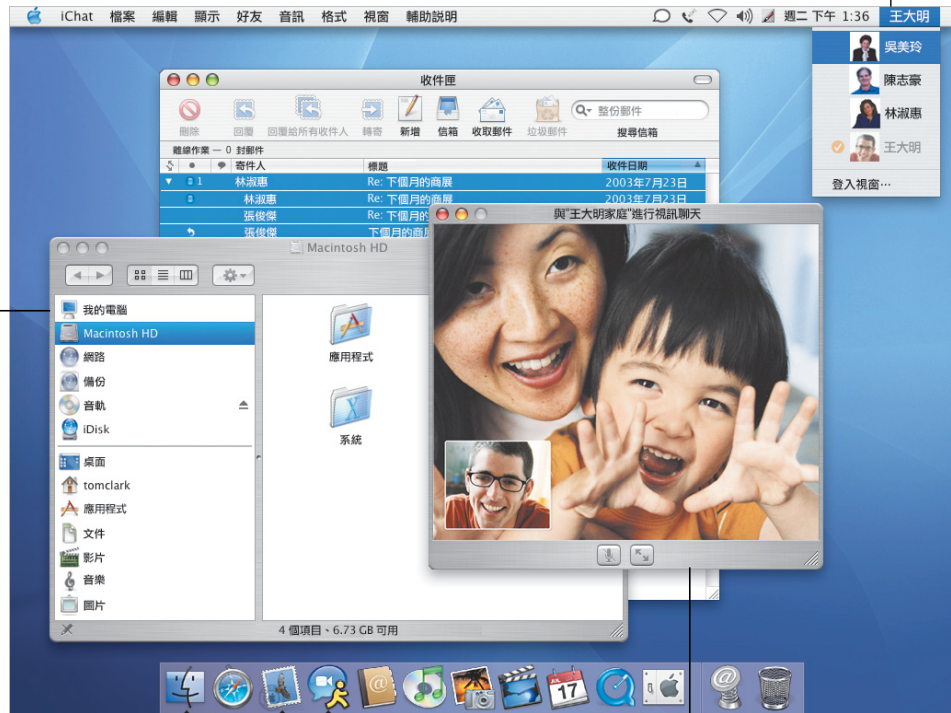 iChat 檔案 編輯 顯示 好友 音訊 格式 視窗 輔助說明 週二 下午 1:36 王大明
吳美玲
陳志豪
林淑惠
王大明
登入視窗…
收件匣
刪除 回覆 回覆給所有收件人 轉寄 新增 信箱 收取郵件 垃圾郵件 搜尋信箱
整份郵件
離線作業 — 0 封郵件
寄件人 標題 收件日期
1 林淑惠 Re: 下個月的商展 2003年7月23日
林淑惠 Re: 下個月的商展 2003年7月23日
張俊傑 Re: 下個月的
張俊傑 下個月的商
與"王大明家庭"進行視訊聊天
Macintosh HD
我的電腦
Macintosh HD
網路
備份
音軌
iDisk
桌面
tomclark
應用程式
文件
影片
音樂
圖片
應用程式
系統
4 個項目、6.73 GB 可用
17